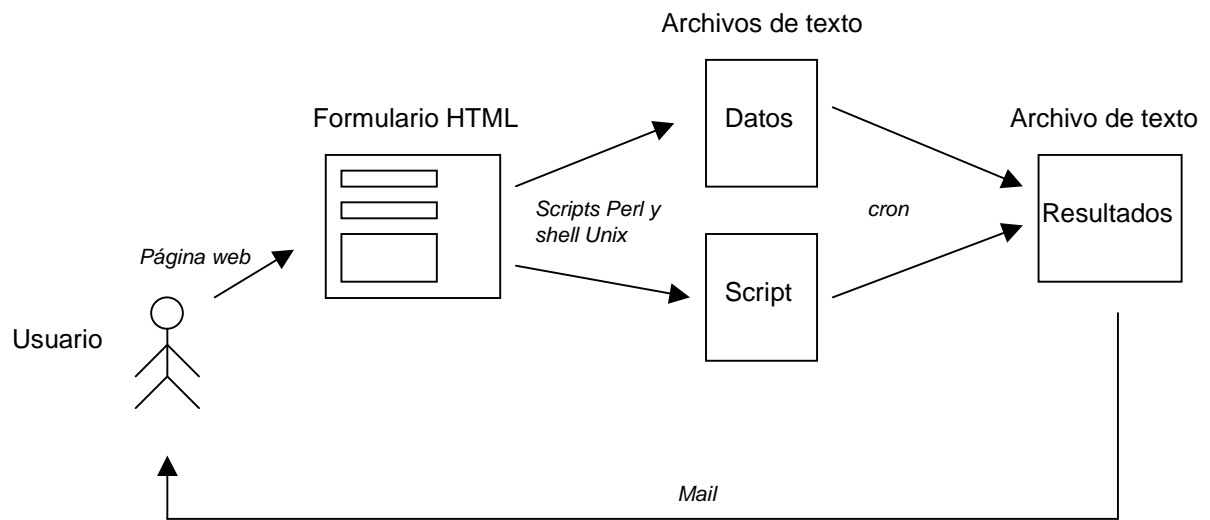 Archivos de texto
Formulario HTML
Datos
Archivo de texto
Scripts Perl y
shell Unix
cron
Resultados
Página web
Script
Usuario
Mail